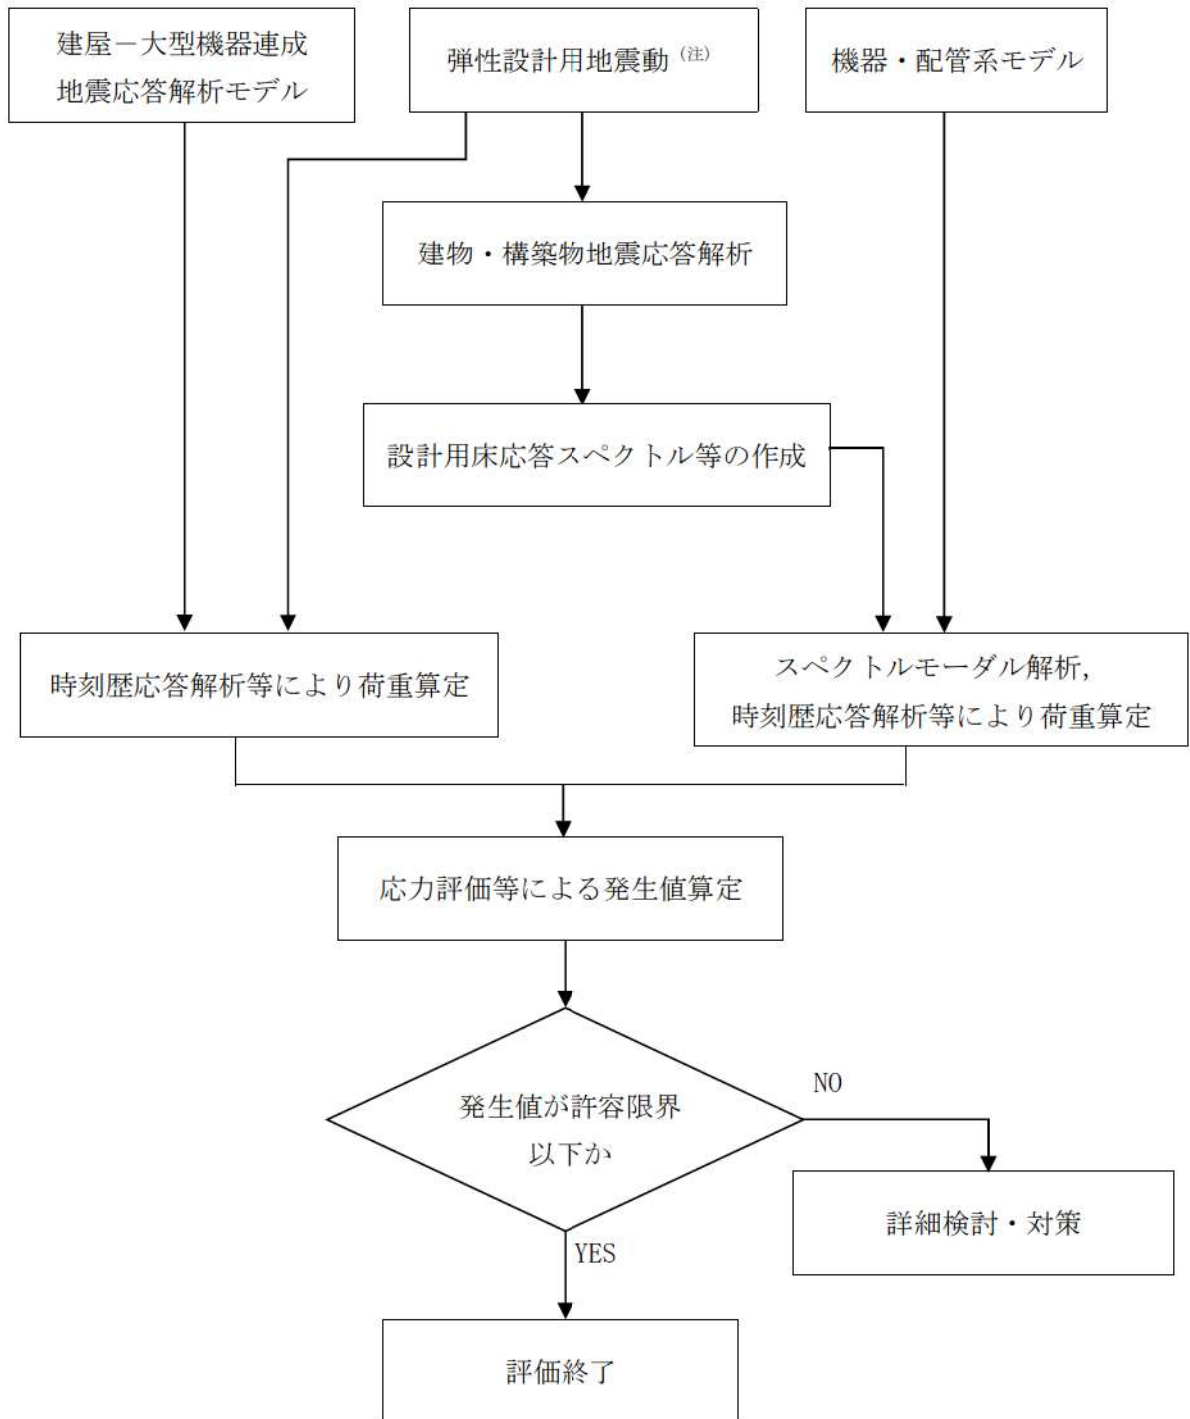 建屋－大型機器連成
地震応答解析モデル
弾性設計用地震動（注）
機器・配管系モデル
建物・構築物地震応答解析
設計用床応答スペクトル等の作成
時刻歴応答解析等により荷重算定
スペクトルモーダル解析,
時刻歴応答解析等により荷重算定
応力評価等による発生値算定
発生値が許容限界
以下か
NO
詳細検討・対策
YES
評価終了